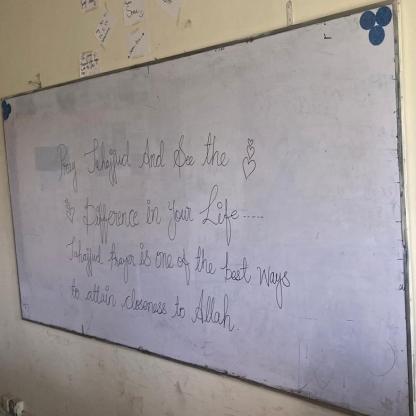 Pray Tahajjud And See the
Difference in Your Life.....
Tahajjud Prayer is one of the best ways
to attain closeness to Allah.